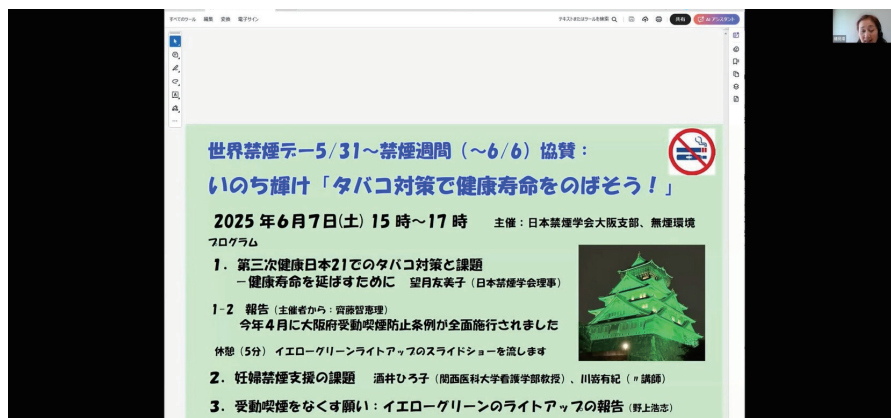 すべてのツール 編集 変換 電子サイン
テキストまたはツールを検索
共有
AI アシスタント
世界禁煙デー5/31～禁煙週間（～6/6）協賛：
いのち輝け「タバコ対策で健康寿命をのばそう！」
2025年6月7日(土) 15時～17時 主催：日本禁煙学会大阪支部、無煙環境
プログラム
1．第三次健康日本21でのタバコ対策と課題
－健康寿命を延ばすために 望月友美子（日本禁煙学会理事）
1-2 報告（主催者から：齊藤智恵理）
今年４月に大阪府受動喫煙防止条例が全面施行されました
休憩（5分）イエローグリーンライトアップのスライドショーを流します
2．妊婦禁煙支援の課題 酒井ひろ子（関西医科大学看護学部教授）、川嵜有紀（〃講師）
3．受動喫煙をなくす願い：イエローグリーンのライトアップの報告（野上浩志）